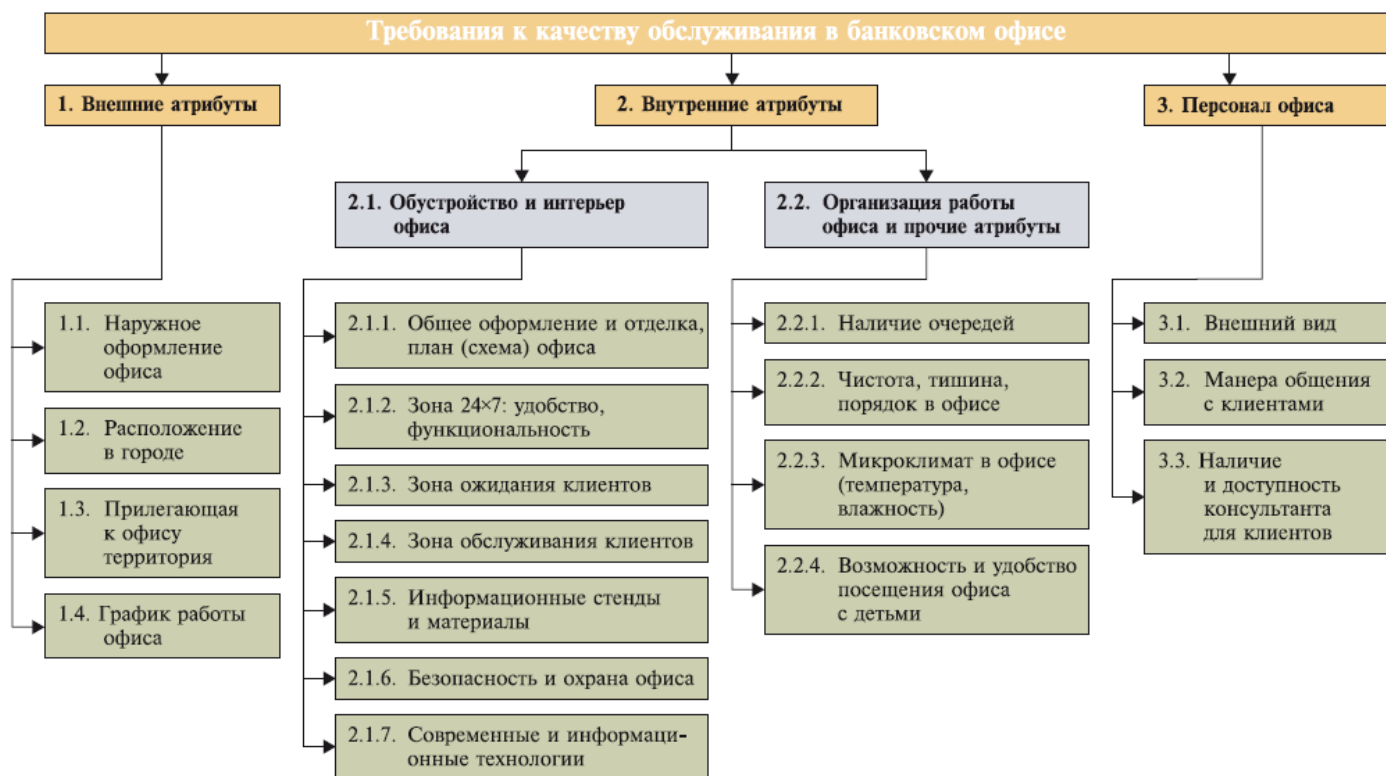 Требования к качеству обслуживания в банковском офисе
1. Внешние атрибуты
2. Внутренние атрибуты
3. Персонал офиса
2.1. Обустройство и интерьер
офиса
2.2. Организация работы
офиса и прочие атрибуты
1.1. Наружное
оформление
офиса
1.2. Расположение
в городе
1.3. Прилегающая
к офису
территория
1.4. График работы
офиса
2.1.1. Общее оформление и отделка,
план (схема) офиса
2.1.2. Зона 24×7: удобство,
функциональность
2.1.3. Зона ожидания клиентов
2.1.4. Зона обслуживания клиентов
2.1.5. Информационные стенды
и материалы
2.1.6. Безопасность и охрана офиса
2.1.7. Современные и информаци-
онные технологии
2.2.1. Наличие очередей
2.2.2. Чистота, тишина,
порядок в офисе
2.2.3. Микроклимат в офисе
(температура,
влажность)
2.2.4. Возможность и удобство
посещения офиса
с детьми
3.1. Внешний вид
3.2. Манера общения
с клиентами
3.3. Наличие
и доступность
консультанта
для клиентов